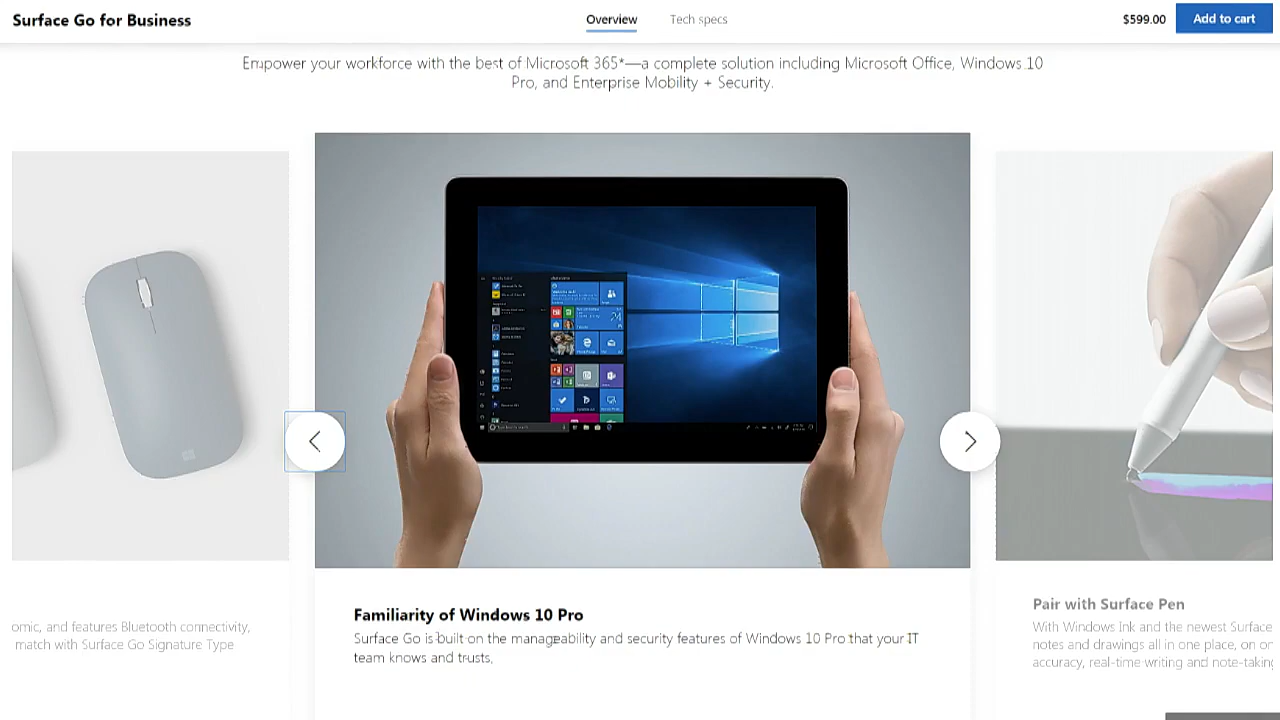 Surface Go for Business
Overview
Tech specs
$599.00
Add to cart
Empower your workforce with the best of Microsoft 365*—a complete solution including Microsoft Office, Windows 10
Pro, and Enterprise Mobility + Security.
omic, and features Bluetooth connectivity,
match with Surface Go Signature Type
Familiarity of Windows 10 Pro
Surface Go is built on the manageability and security features of Windows 10 Pro that your IT
team knows and trusts.
Pair with Surface Pen
With Windows Ink and the newest Surface
notes and drawings all in one place, on or
accuracy, real-time writing and note-taking